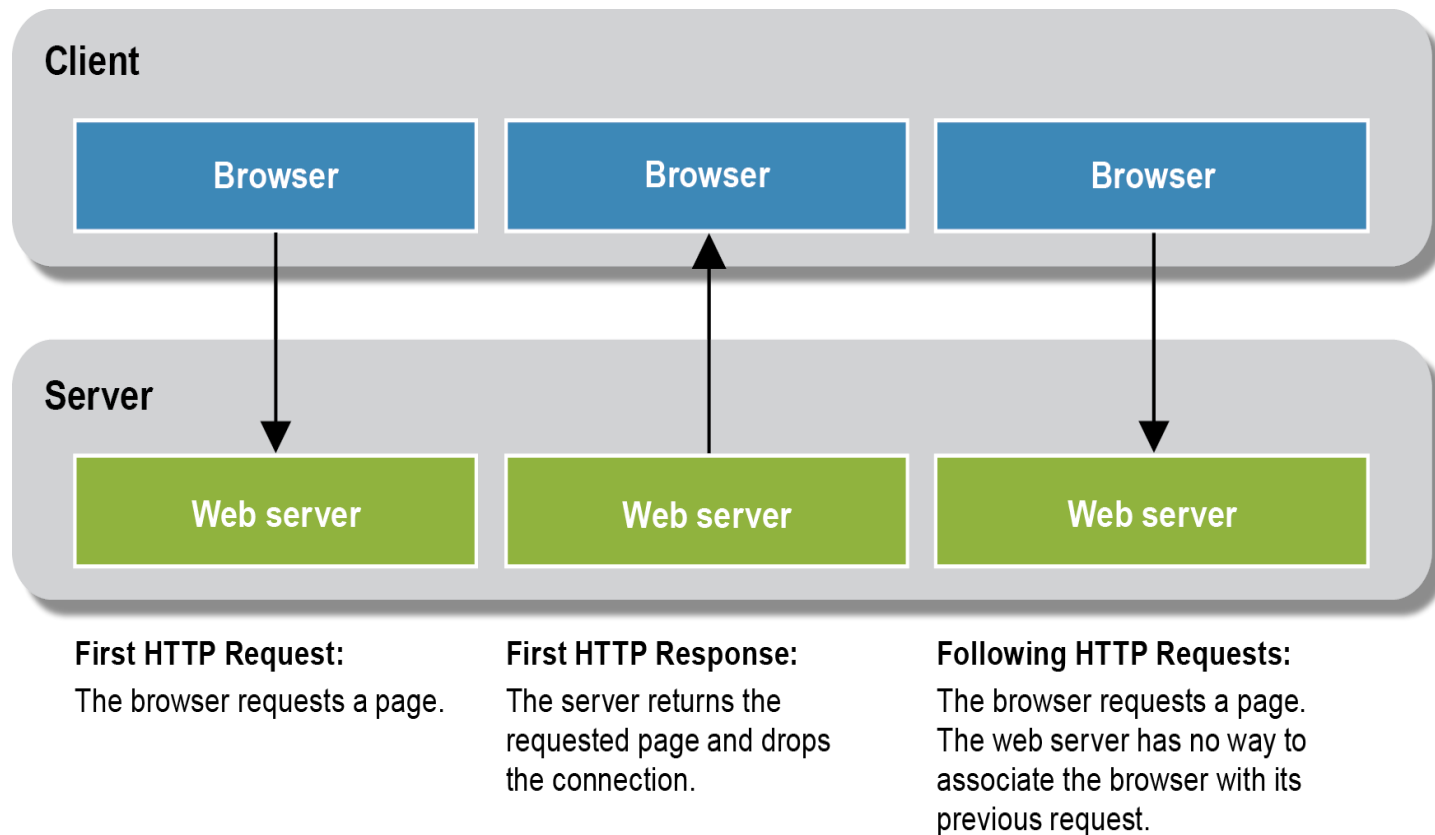 Client
Browser
Browser
Browser
Server
Web server
Web server
Web server
First HTTP Request:
The browser requests a page.
First HTTP Response:
The server returns the
requested page and drops
the connection.
Following HTTP Requests:
The browser requests a page.
The web server has no way to
associate the browser with its
previous request.